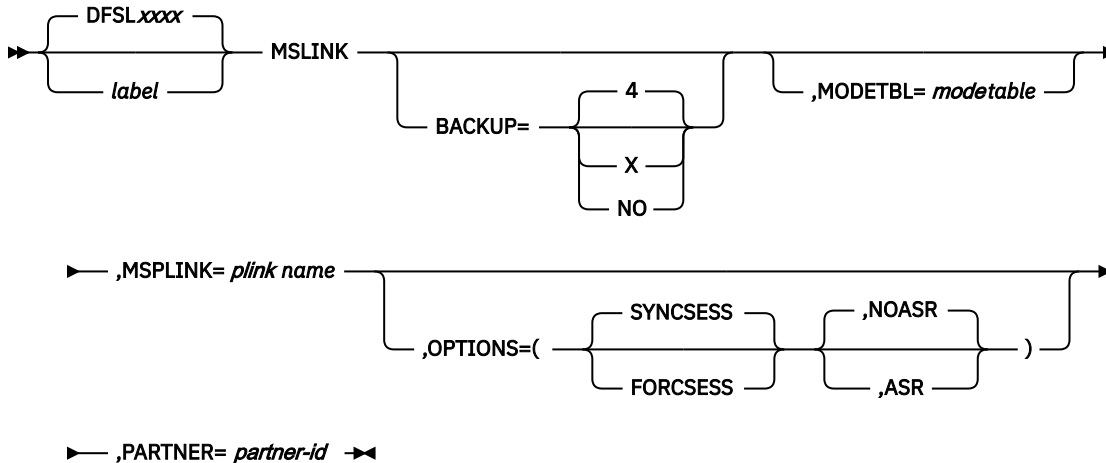 DFSLxxxx
MSLINK
label
BACKUP=
4
X
NO
,MODETBL= modetable
,MSPLINK= plink name
,OPTIONS=(
SYNCSESS
FORCSESS
,NOASR
,ASR
)
,PARTNER= partner-id